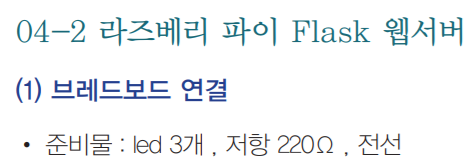 04-2 라즈베리 파이 Flask 웹서버
(1) 브레드보드 연결
• 준비물 : led 3개 , 저항 220Ω , 전선